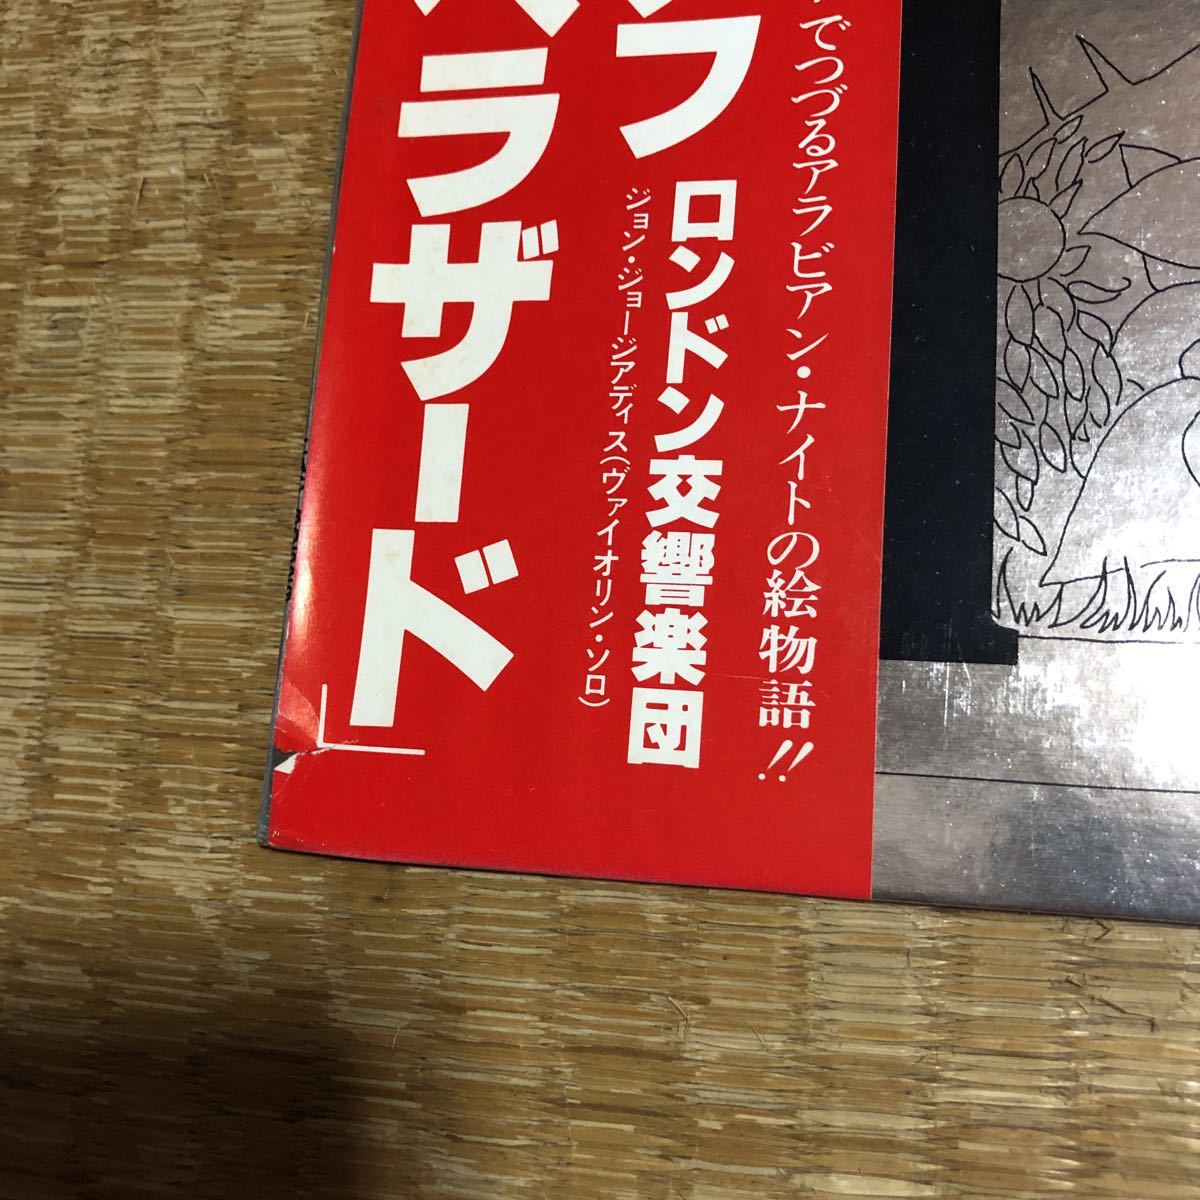 でつづるアラビアン・ナイトの絵物語!!
フ
ロンドン交響楽団
ジョン・ジョージアディス(ヴァイオリン・ソロ)
ラザード」